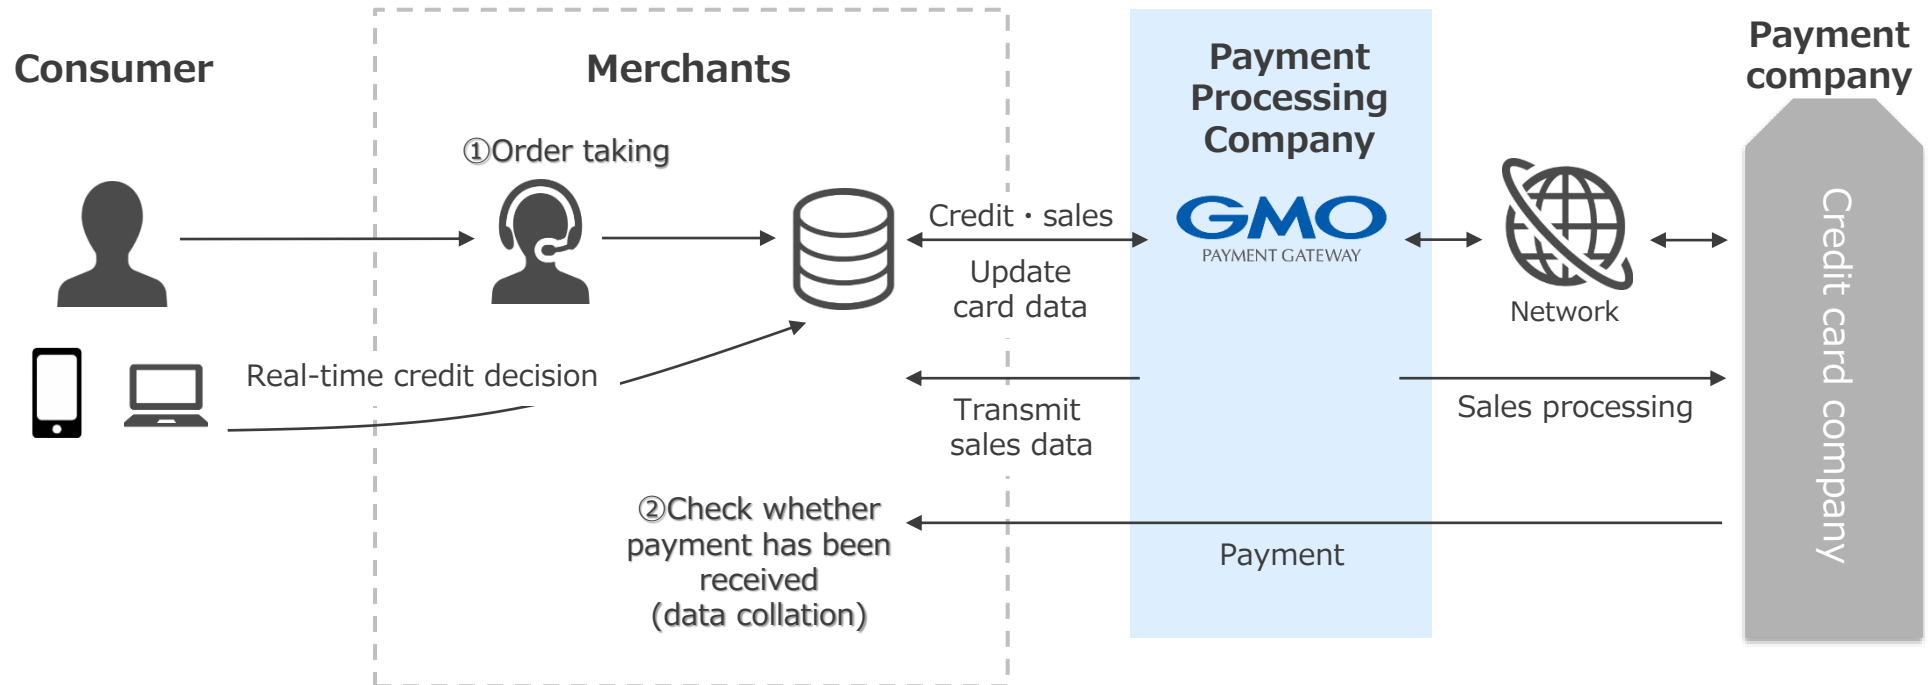 Consumer
Merchants
Payment
Processing
Company
Payment
company
①Order taking
Credit・sales
Update
card data
GMO
PAYMENT GATEWAY
Network
Real-time credit decision
Transmit
sales data
Sales processing
②Check whether
payment has been
received
(data collation)
Payment
Credit card company